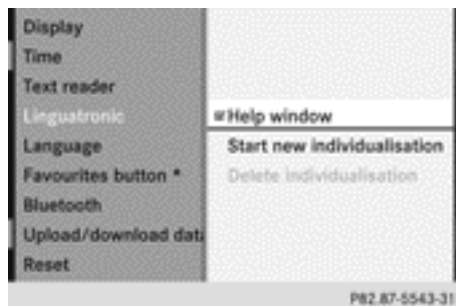 Display
Time
Text reader
Linguatronic
Language
Favourites button *
Bluetooth
Upload/download data
Reset
Help window
Start new individualisation
Delete individualisation
P82.87-5543-31